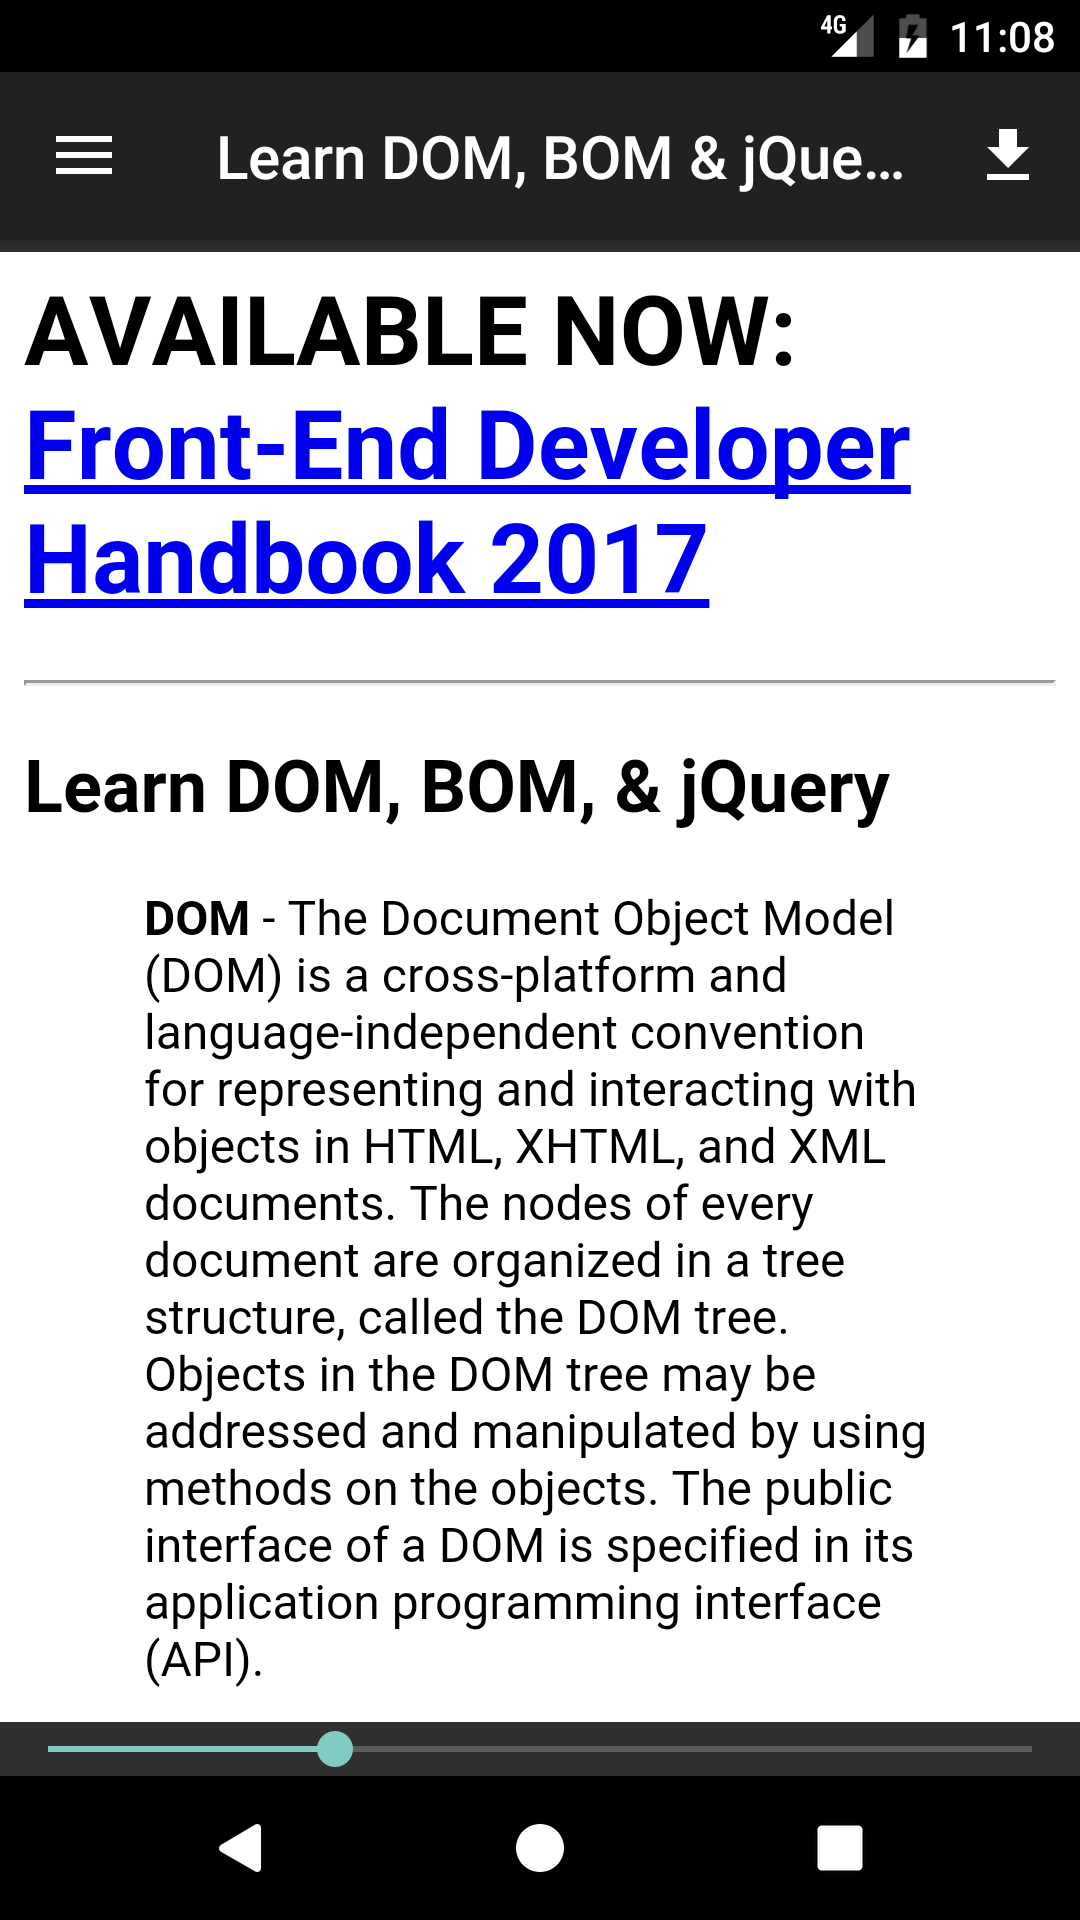 4G 11:08
Learn DOM, BOM & jQue...
AVAILABLE NOW:
Front-End Developer
Handbook 2017
Learn DOM, BOM, & jQuery
DOM - The Document Object Model
(DOM) is a cross-platform and
language-independent convention
for representing and interacting with
objects in HTML, XHTML, and XML
documents. The nodes of every
document are organized in a tree
structure, called the DOM tree.
Objects in the DOM tree may be
addressed and manipulated by using
methods on the objects. The public
interface of a DOM is specified in its
application programming interface
(API).